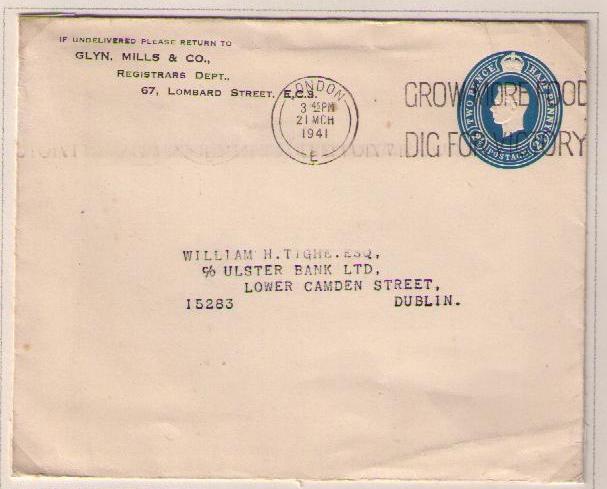 IF UNDELIVERED PLEASE RETURN TO
GLYN, MILLS & CO.,
REGISTRARS DEPT.,
67, LOMBARD STREET, E.C.3.
LONDON
3 45PM
21 MCH
1941
E
GROW MORE FOOD
DIG FOR VICTORY
TWO PENCE HALFPENNY
POSTAGE
WILLIAM H.TIGHE.ESQ,
℅ ULSTER BANK LTD,
LOWER CAMDEN STREET,
15283 DUBLIN.